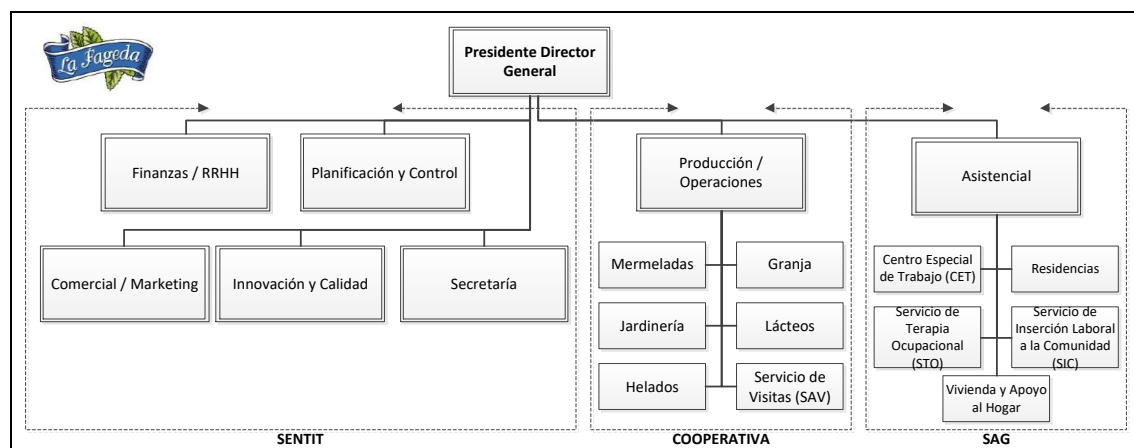 La Fageda
Presidente Director
General
Finanzas / RRHH
Planificación y Control
Comercial / Marketing
Innovación y Calidad
Secretaría
SENTIT
Producción /
Operaciones
Mermeladas
Granja
Jardinería
Lácteos
Helados
Servicio de
Visitas (SAV)
COOPERATIVA
Asistencial
Centro Especial
de Trabajo (CET)
Residencias
Servicio de
Terapia
Ocupacional
(STO)
Servicio de
Inserción Laboral
a la Comunidad
(SIC)
Vivienda y Apoyo
al Hogar
SAG